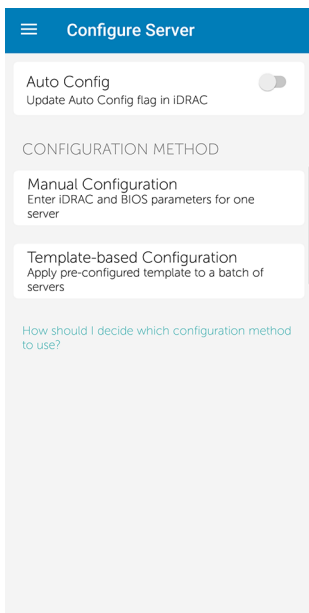 Configure Server
Auto Config
Update Auto Config flag in iDRAC
CONFIGURATION METHOD
Manual Configuration
Enter iDRAC and BIOS parameters for one
server
Template-based Configuration
Apply pre-configured template to a batch of
servers
How should I decide which configuration method
to use?